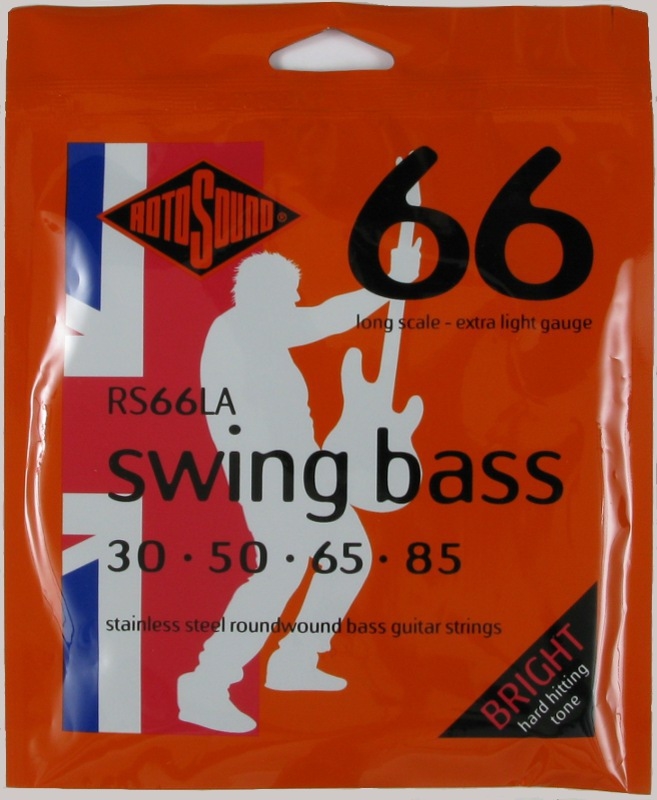 ROTOSOUND®
66
long scale - extra light gauge
RS66LA
swing bass
30 · 50 · 65 · 85
stainless steel roundwound bass guitar strings
BRIGHT
hard hitting
tone